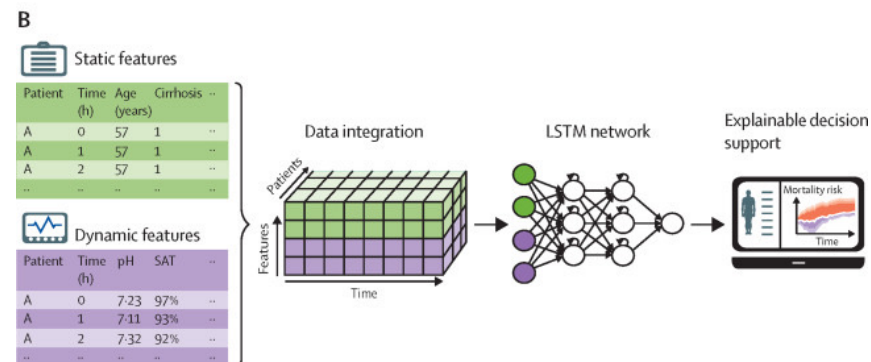 B
Static features
Patient Time Age Cirrhosis ..
(h) (years)
A 0 57 1 ..
A 1 57 1 ..
A 2 57 1 ..
.. .. .. .. ..
Dynamic features
Patient Time pH SAT ..
(h)
A 0 7·23 97% ..
A 1 7·11 93% ..
A 2 7·32 92% ..
.. .. .. .. ..
Data integration
Patients
Features
Time
LSTM network
Explainable decision
support
Mortality risk
Time